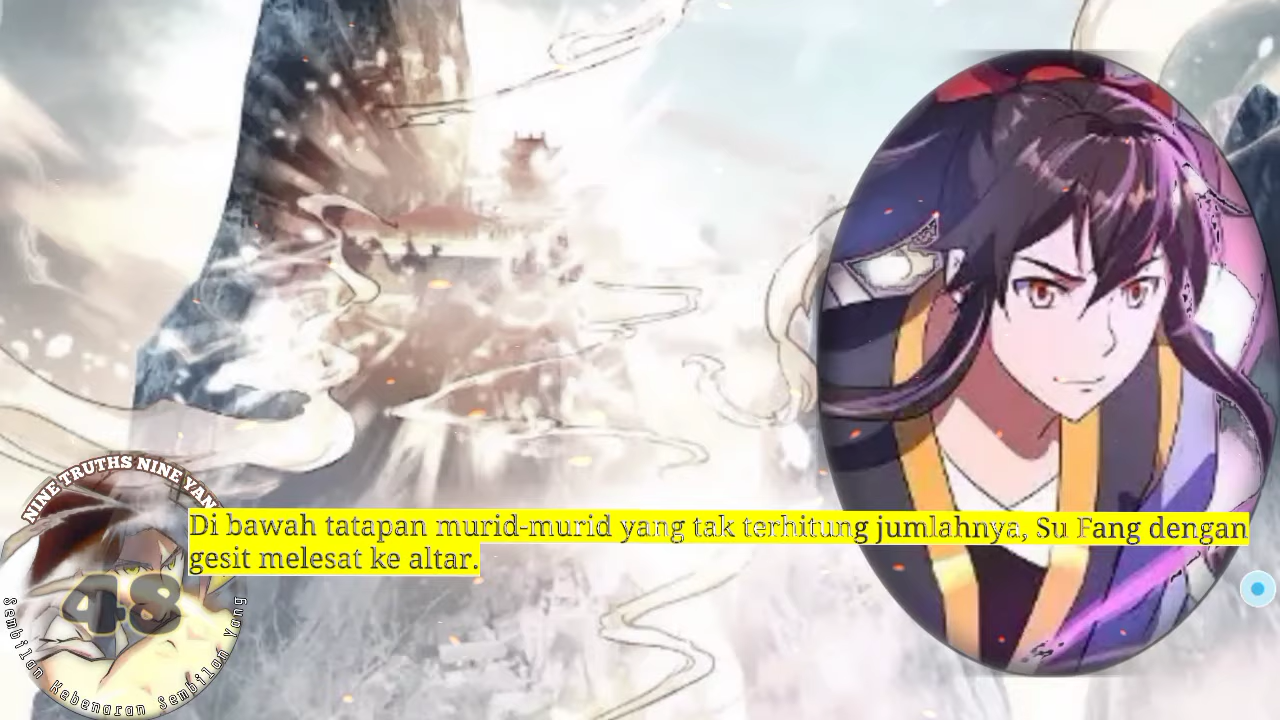 NINE TRUTHS NINE YAN
Di bawah tatapan murid-murid yang tak terhitung jumlahnya, Su Fang dengan
gesit melesat ke altar.
48
Sembilan Kebenaran Sembilan Yang